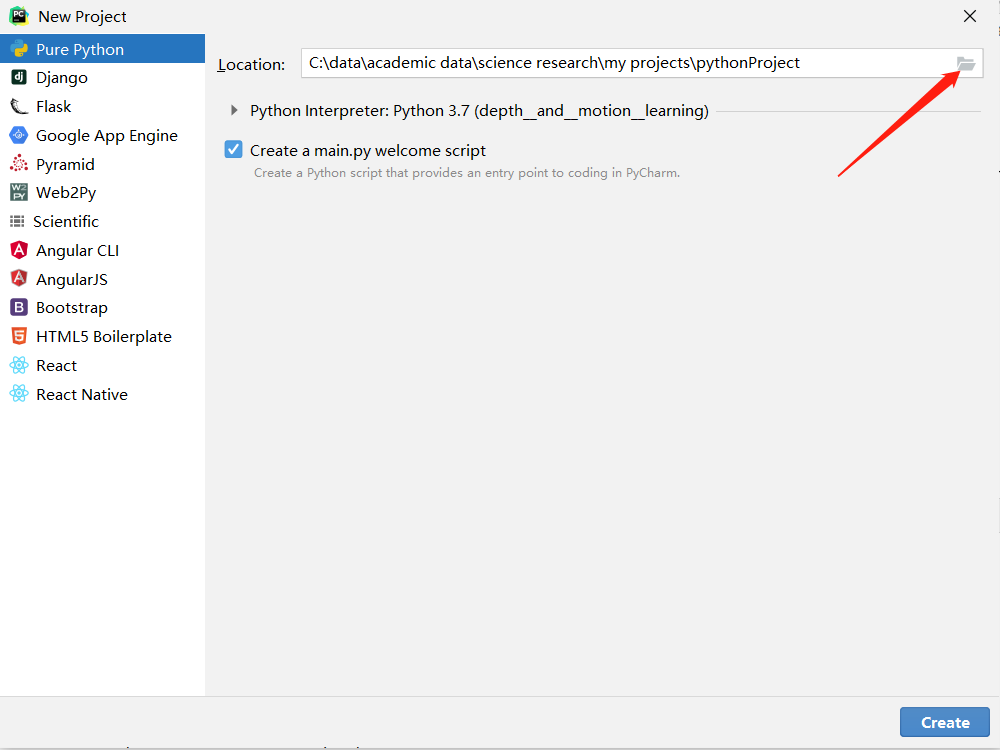 New Project
Pure Python
Django
Flask
Google App Engine
Pyramid
Web2Py
Scientific
Angular CLI
AngularJS
Bootstrap
HTML5 Boilerplate
React
React Native
Location: C:\data\academic data\science research\my projects\pythonProject
Python Interpreter: Python 3.7 (depth__and__motion__learning)
Create a main.py welcome script
Create a Python script that provides an entry point to coding in PyCharm.
Create